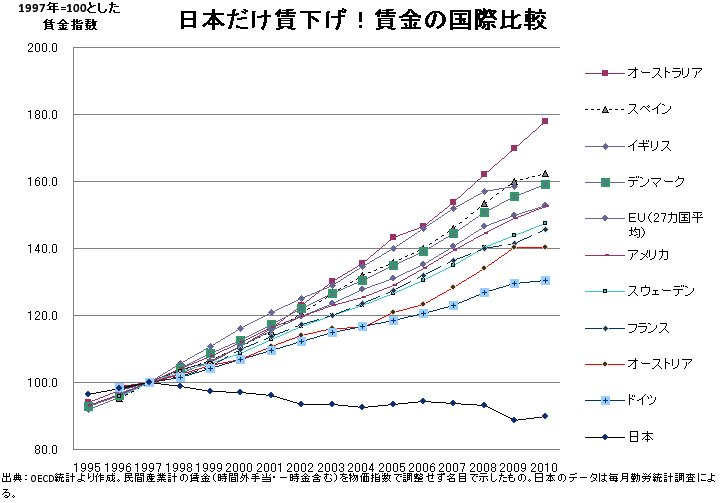 1997年=100とした
賃金指数
日本だけ賃下げ！賃金の国際比較
200.0
180.0
160.0
140.0
120.0
100.0
80.0
1995 1996 1997 1998 1999 2000 2001 2002 2003 2004 2005 2006 2007 2008 2009 2010
オーストラリア
スペイン
イギリス
デンマーク
EU(27カ国平
均)
アメリカ
スウェーデン
フランス
オーストリア
ドイツ
日本
出典：OECD統計より作成。民間産業計の賃金(時間外手当・一時金含む)を物価指数で調整せず名目で示したもの。日本のデータは毎月勤労統計調査によ
る。